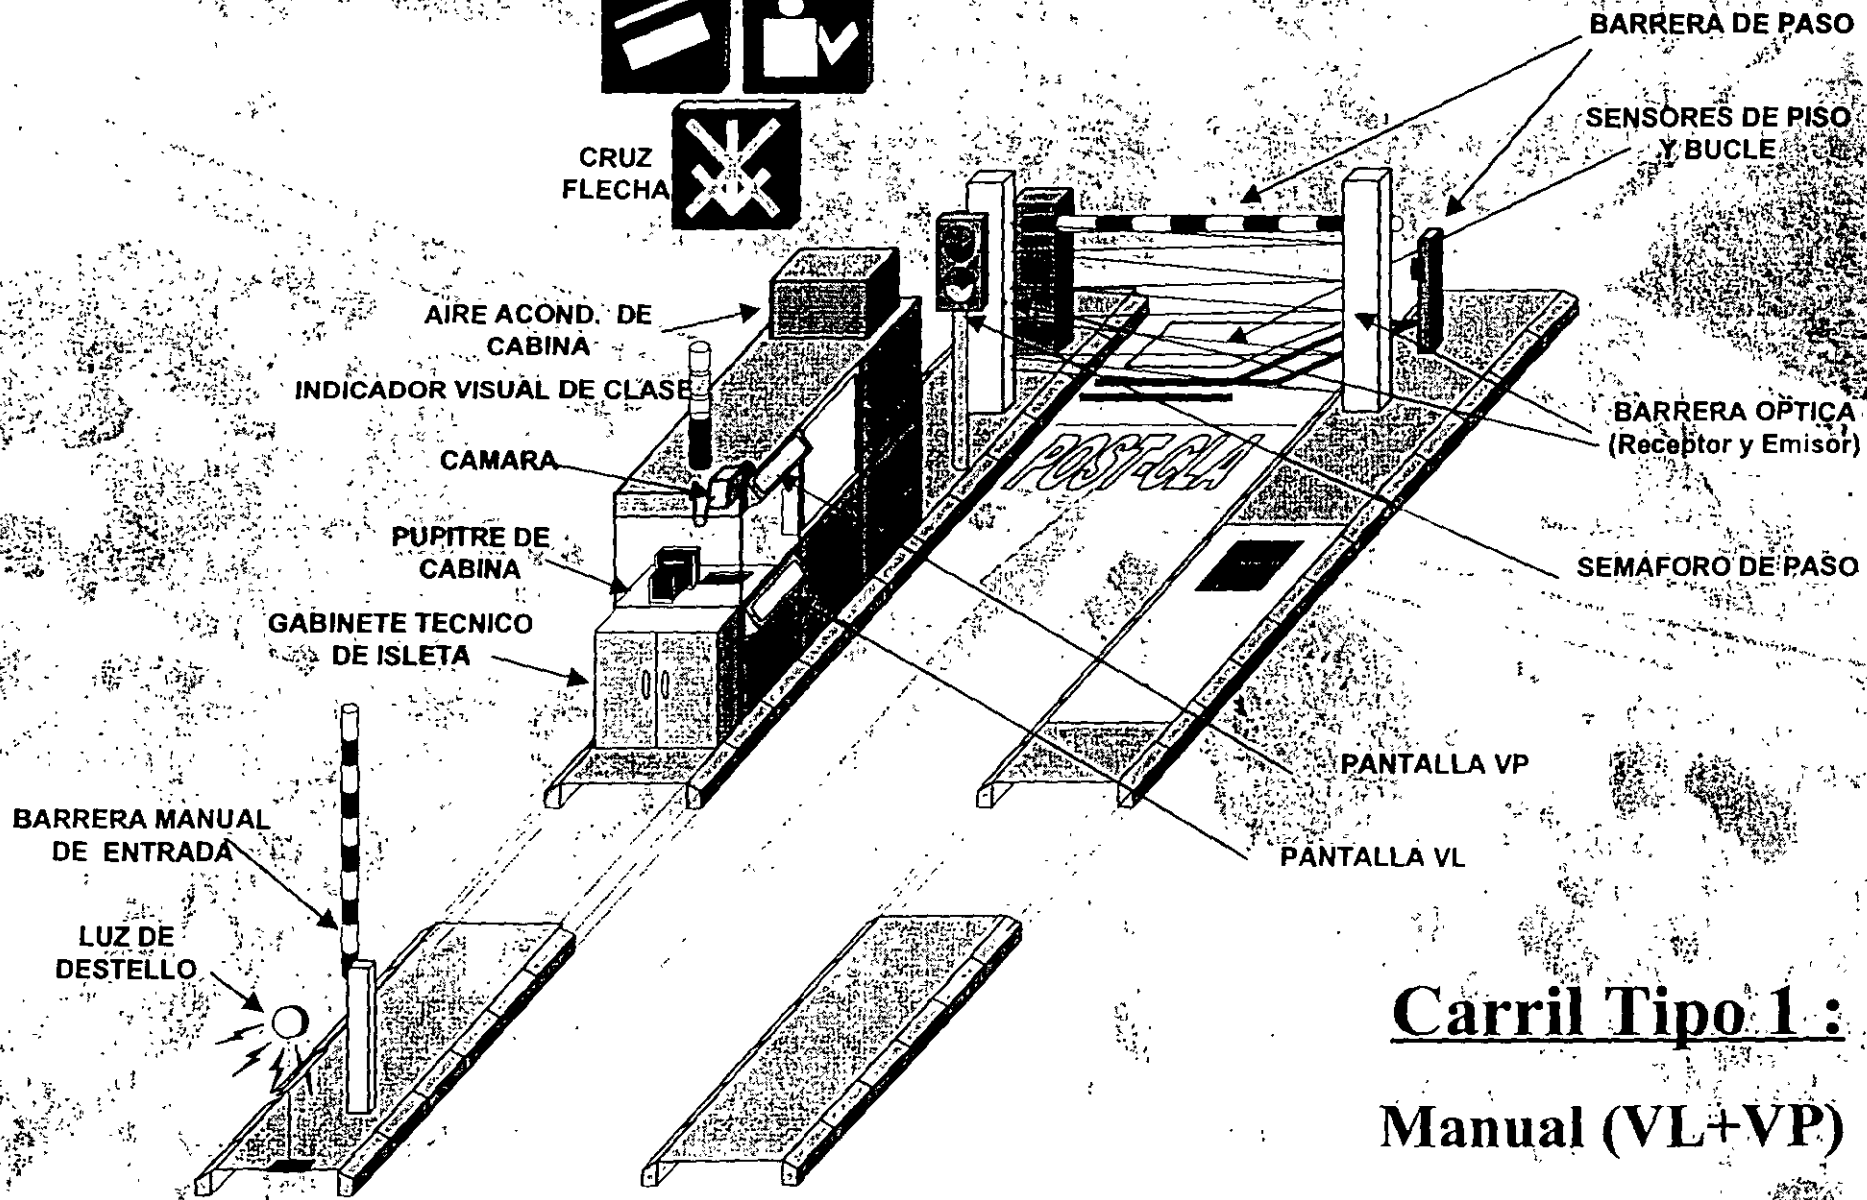 BARRERA DE PASO
SENSORES DE PISO
Y BUCLE
CRUZ
FLECHA
AIRE ACOND. DE
CABINA
INDICADOR VISUAL DE CLASE
CAMARA
PUPITRE DE
CABINA
GABINETE TECNICO
DE ISLETA
BARRERA OPTICA
(Receptor y Emisor)
POST-CLA
SEMAFORO DE PASO
PANTALLA VP
PANTALLA VL
BARRERA MANUAL
DE ENTRADA
LUZ DE
DESTELLO
Carril Tipo 1 :
Manual (VL+VP)